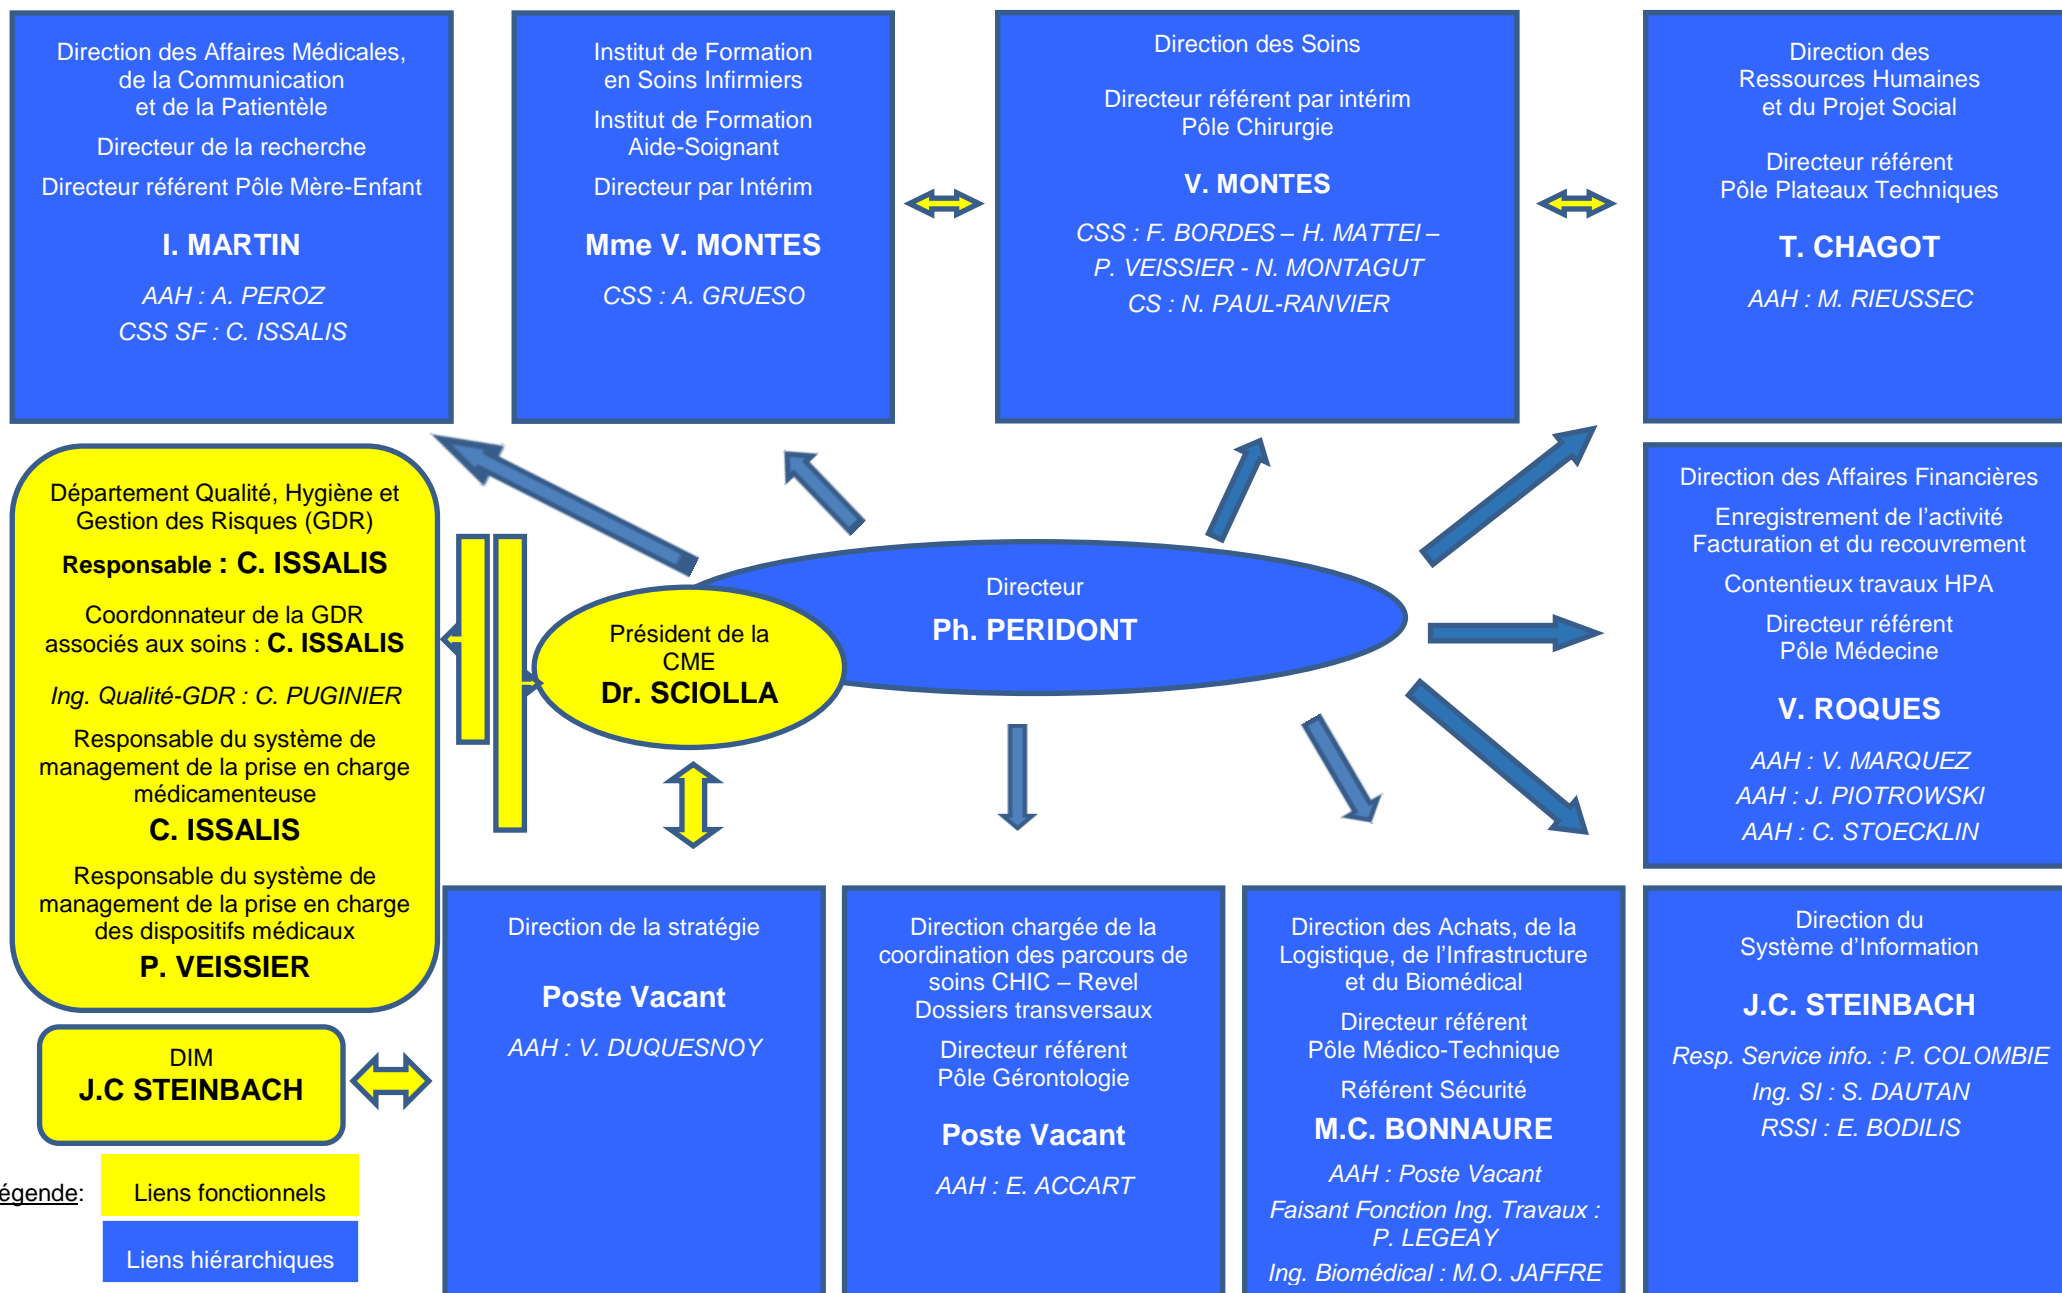 Direction des Affaires Médicales,
de la Communication
et de la Patientèle
Directeur de la recherche
Directeur référent Pôle Mère-Enfant
I. MARTIN
AAH : A. PEROZ
CSS SF : C. ISSALIS
Institut de Formation
en Soins Infirmiers
Institut de Formation
Aide-Soignant
Directeur par Intérim
Mme V. MONTES
CSS : A. GRUESO
Direction des Soins
Directeur référent par intérim
Pôle Chirurgie
V. MONTES
CSS : F. BORDES – H. MATTEI –
P. VEISSIER - N. MONTAGUT
CS : N. PAUL-RANVIER
Direction des
Ressources Humaines
et du Projet Social
Directeur référent
Pôle Plateaux Techniques
T. CHAGOT
AAH : M. RIEUSSEC
Département Qualité, Hygiène et
Gestion des Risques (GDR)
Responsable : C. ISSALIS
Coordonnateur de la GDR
associés aux soins : C. ISSALIS
Ing. Qualité-GDR : C. PUGINIER
Responsable du système de
management de la prise en charge
médicamenteuse
C. ISSALIS
Responsable du système de
management de la prise en charge
des dispositifs médicaux
P. VEISSIER
Président de la
CME
Dr. SCIOLLA
Directeur
Ph. PERIDONT
Direction des Affaires Financières
Enregistrement de l’activité
Facturation et du recouvrement
Contentieux travaux HPA
Directeur référent
Pôle Médecine
V. ROQUES
AAH : V. MARQUEZ
AAH : J. PIOTROWSKI
AAH : C. STOECKLIN
DIM
J.C STEINBACH
Direction de la stratégie
Poste Vacant
AAH : V. DUQUESNOY
Direction chargée de la
coordination des parcours de
soins CHIC – Revel
Dossiers transversaux
Directeur référent
Pôle Gérontologie
Poste Vacant
AAH : E. ACCART
Direction des Achats, de la
Logistique, de l’Infrastructure
et du Biomédical
Directeur référent
Pôle Médico-Technique
Référent Sécurité
M.C. BONNAURE
AAH : Poste Vacant
Faisant Fonction Ing. Travaux :
P. LEGEAY
Ing. Biomédical : M.O. JAFFRE
Direction du
Système d’Information
J.C. STEINBACH
Resp. Service info. : P. COLOMBIE
Ing. SI : S. DAUTAN
RSSI : E. BODILIS
égende:
Liens fonctionnels
Liens hiérarchiques